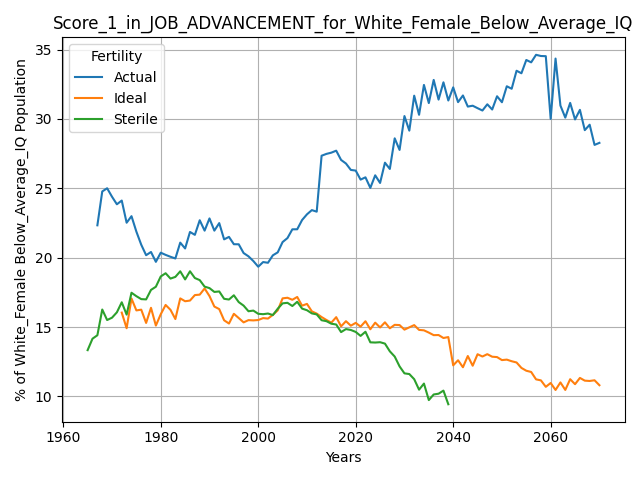 Score_1_in_JOB_ADVANCEMENT_for_White_Female_Below_Average_IQ
% of White_Female Below_Average_IQ Population
35
30
25
20
15
10
Fertility
Actual
Ideal
Sterile
1960 1980 2000 2020 2040 2060
Years